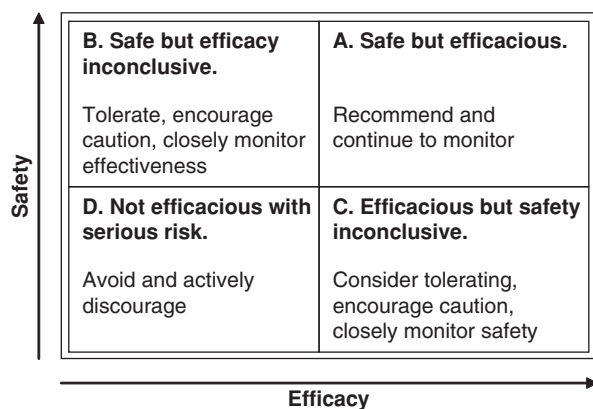 Safety
B. Safe but efficacy
inconclusive.
Tolerate, encourage
caution, closely monitor
effectiveness
A. Safe but efficacious.
Recommend and
continue to monitor
D. Not efficacious with
serious risk.
Avoid and actively
discourage
C. Efficacious but safety
inconclusive.
Consider tolerating,
encourage caution,
closely monitor safety
Efficacy